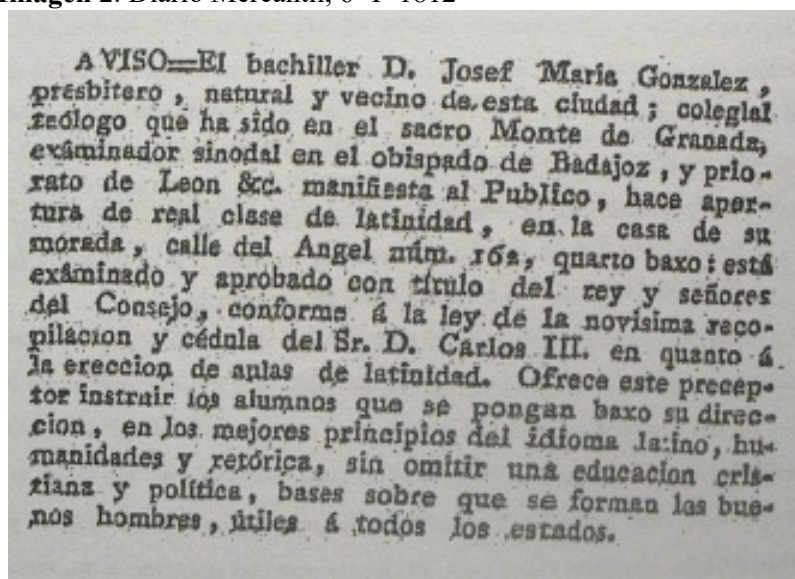 Imagen 2. Diario Mercantil, 6-1-1812
AVISO=El bachiller D. Josef Maria Gonzalez,
presbitero, natural y vecino de esta ciudad; colegial
teólogo que ha sido en el sacro Monte de Granada,
exâminador sinodal en el obispado de Badajoz, y prio-
rato de Leon &c. manifiesta al Publico, hace aper-
tura de real clase de latinidad, en la casa de su
morada, calle del Angel núm. 162, quarto baxo: está
exâminado y aprobado con título del rey y señores
del Consejo, conforme á la ley de la novísima reco-
pilacion y cédula del Sr. D. Carlos III. en quanto á
la ereccion de aulas de latinidad. Ofrece este precep-
tor instruir los alumnos que se pongan baxo su direc-
cion, en los mejores principios del idioma latino, hu-
manidades y retórica, sin omitir una educacion cris-
tiana y política, bases sobre que se forman los bue-
nos hombres, útiles á todos los estados.